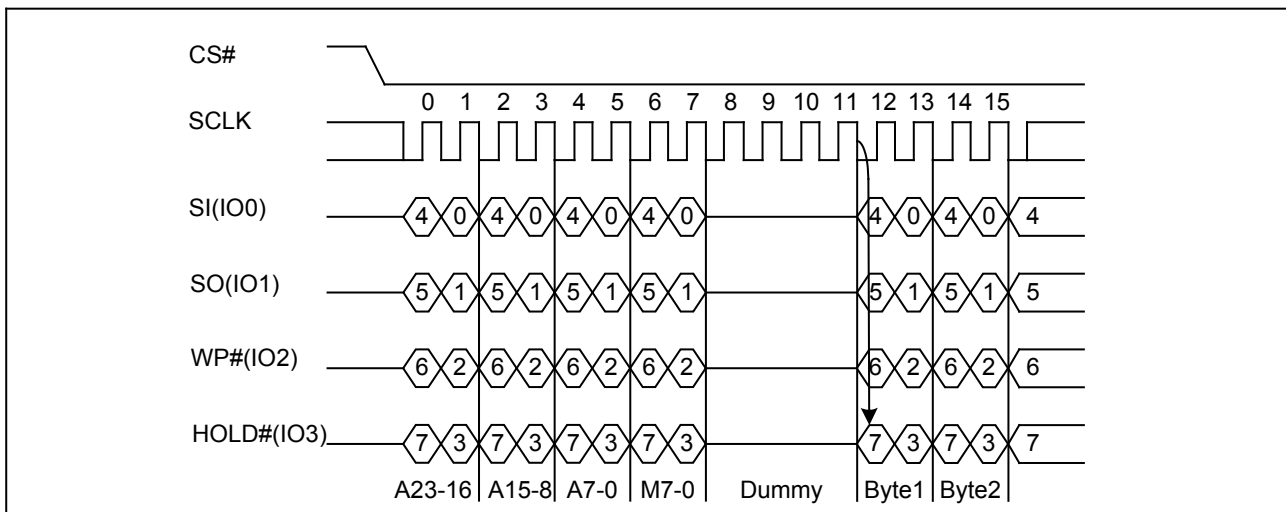 CS#
0 1 2 3 4 5 6 7 8 9 10 11 12 13 14 15
SCLK
SI(IO0) 4 0 4 0 4 0 4 0 4 0 4 0 4
SO(IO1) 5 1 5 1 5 1 5 1 5 1 5 1 5
WP#(IO2) 6 2 6 2 6 2 6 2 6 2 6 2 6
HOLD#(IO3) 7 3 7 3 7 3 7 3 7 3 7 3 7
A23-16 A15-8 A7-0 M7-0 Dummy Byte1 Byte2